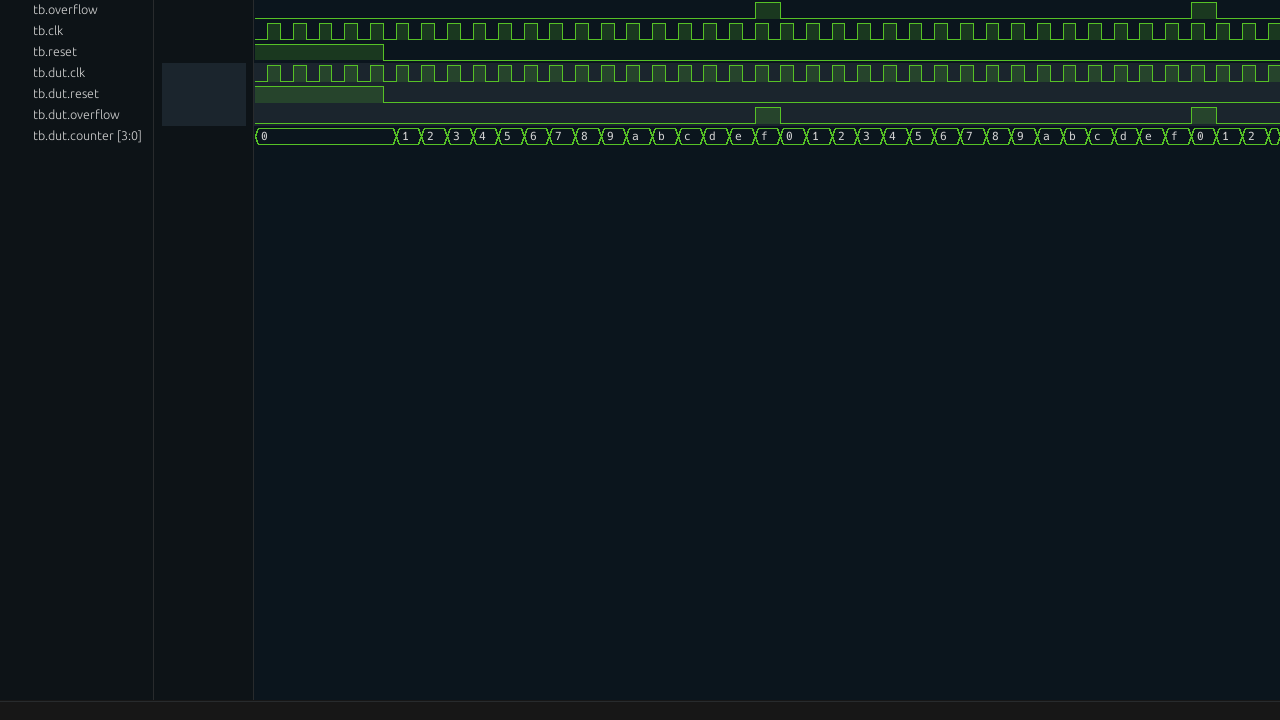 tb.overflow
tb.clk
tb.reset
tb.dut.clk
tb.dut.reset
tb.dut.overflow
tb.dut.counter [3:0] 0 1 2 3 4 5 6 7 8 9 a b c d e f 0 1 2 3 4 5 6 7 8 9 a b c d e f 0 1 2